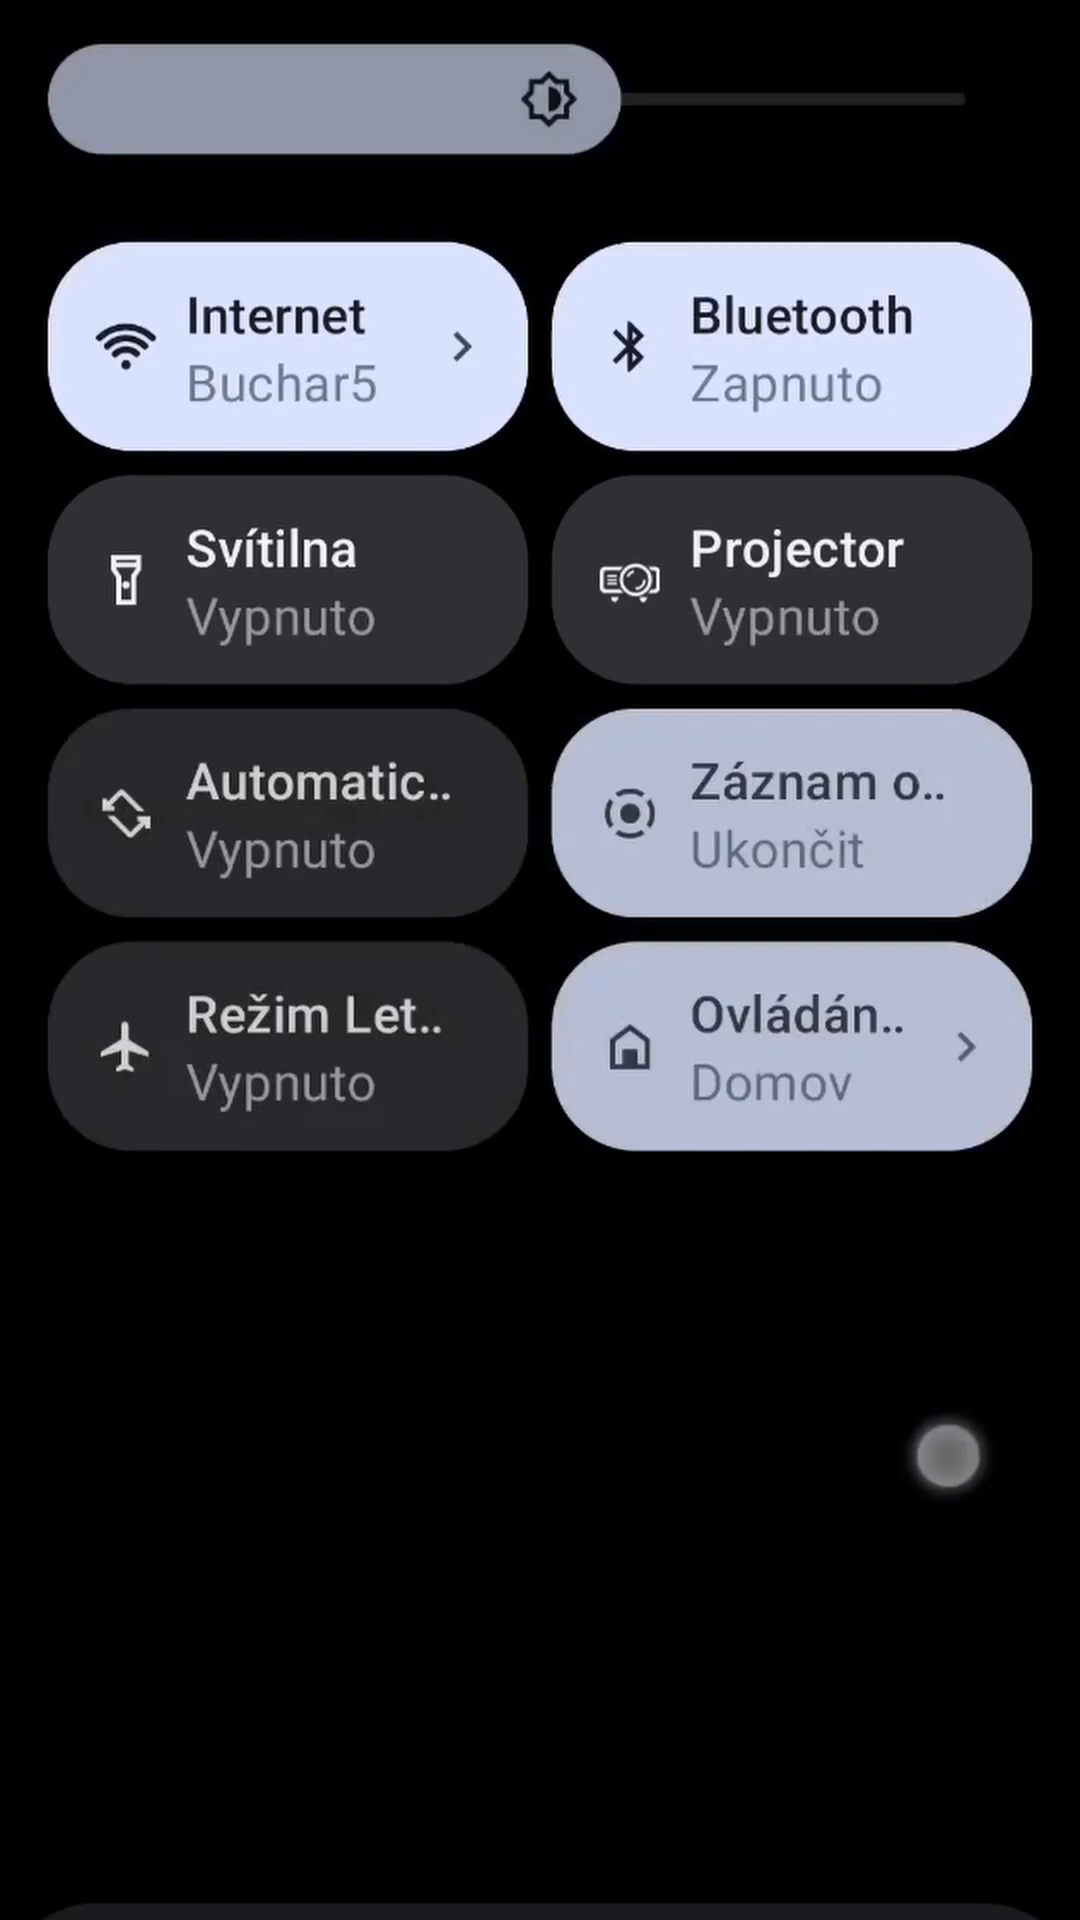 Internet
Buchar5
Bluetooth
Zapnuto
Svítilna
Vypnuto
Projector
Vypnuto
Automatic..
Vypnuto
Záznam o..
Ukončit
Režim Let..
Vypnuto
Ovládán..
Domov